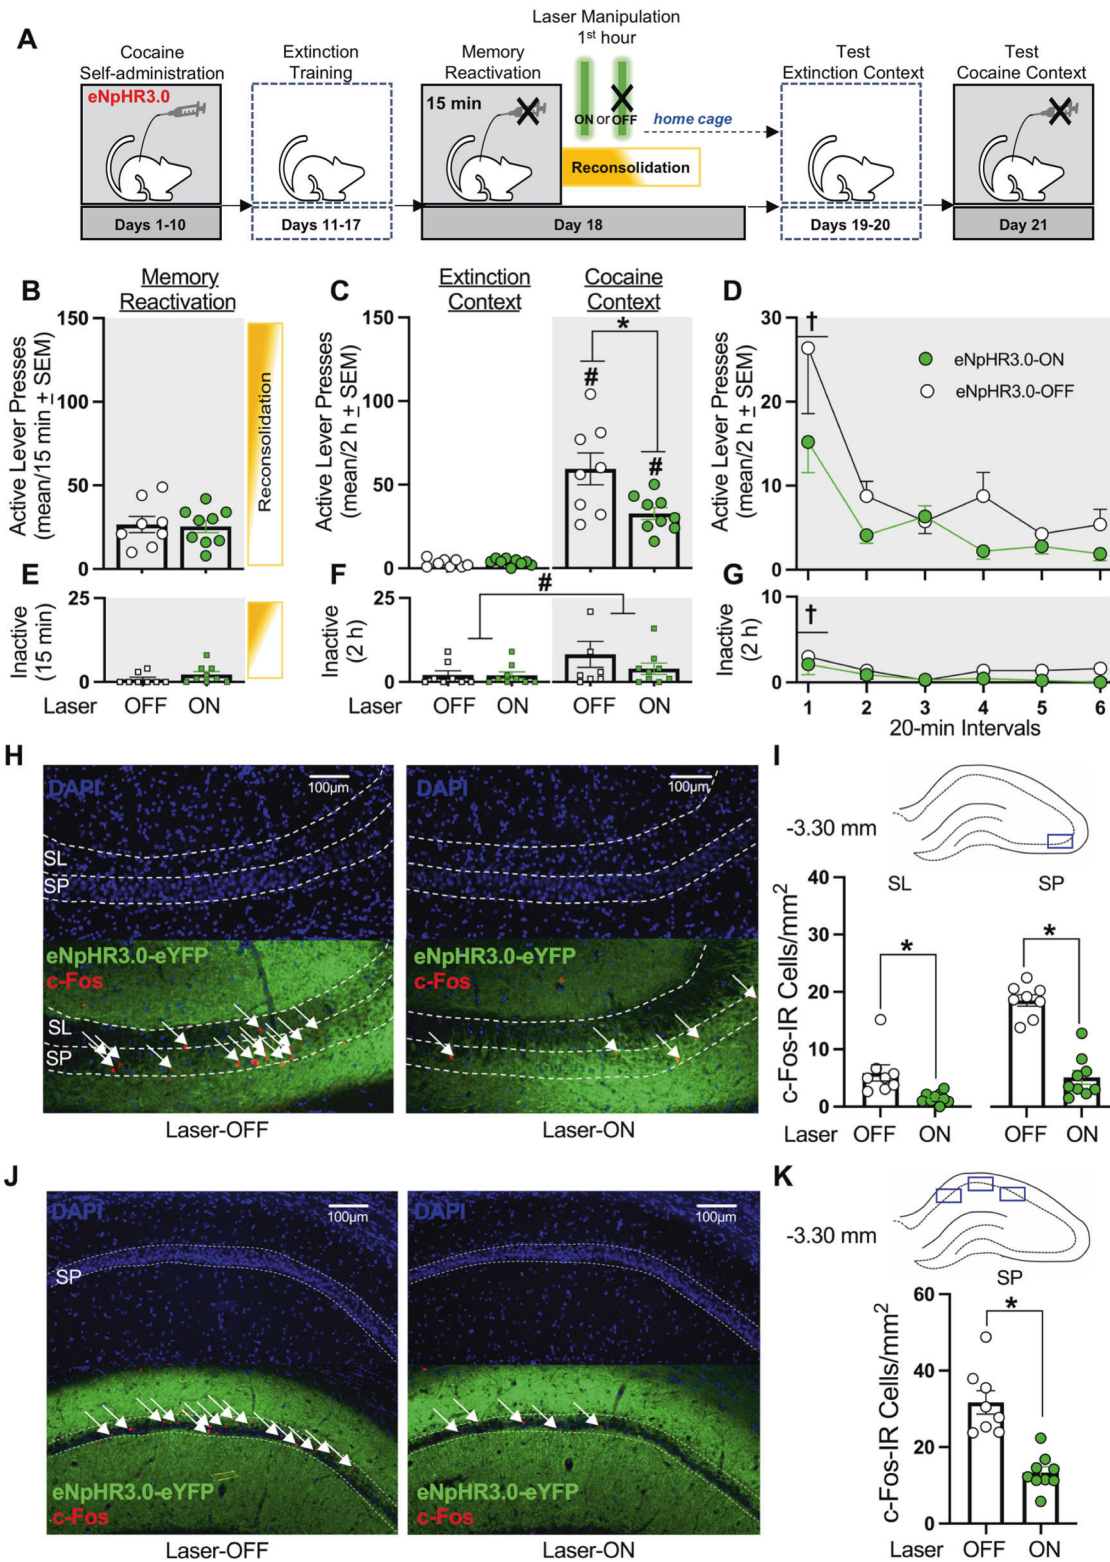 A
Cocaine
Self-administration
eNpHR3.0
Days 1-10
Extinction
Training
Days 11-17
Memory
Reactivation
15 min
Laser Manipulation
1st hour
ON or OFF
home cage
Reconsolidation
Day 18
Test
Extinction Context
Days 19-20
Test
Cocaine Context
Day 21
B
Memory
Reactivation
Active Lever Presses
(mean/15 min ± SEM)
150
100
50
0
Reconsolidation
C
Extinction
Context
Cocaine
Context
Active Lever Presses
(mean/2 h ± SEM)
150
100
50
0
*
#
#
D
Active Lever Presses
(mean/2 h ± SEM)
30
20
10
0
†
eNpHR3.0-ON
eNpHR3.0-OFF
E
Inactive
(15 min)
25
0
Laser OFF ON
F
Inactive
(2 h)
25
0
#
OFF ON OFF ON
G
Inactive
(2 h)
10
0
†
1 2 3 4 5 6
20-min Intervals
H
DAPI
100µm
SL
SP
eNpHR3.0-eYFP
c-Fos
SL
SP
Laser-OFF
DAPI
100µm
eNpHR3.0-eYFP
c-Fos
Laser-ON
I
-3.30 mm
SL SP
c-Fos-IR Cells/mm2
40
30
20
10
0
* *
Laser OFF ON OFF ON
J
DAPI
100µm
SP
eNpHR3.0-eYFP
c-Fos
Laser-OFF
DAPI
100µm
eNpHR3.0-eYFP
c-Fos
Laser-ON
K
-3.30 mm
SP
c-Fos-IR Cells/mm2
60
40
20
0
*
Laser OFF ON